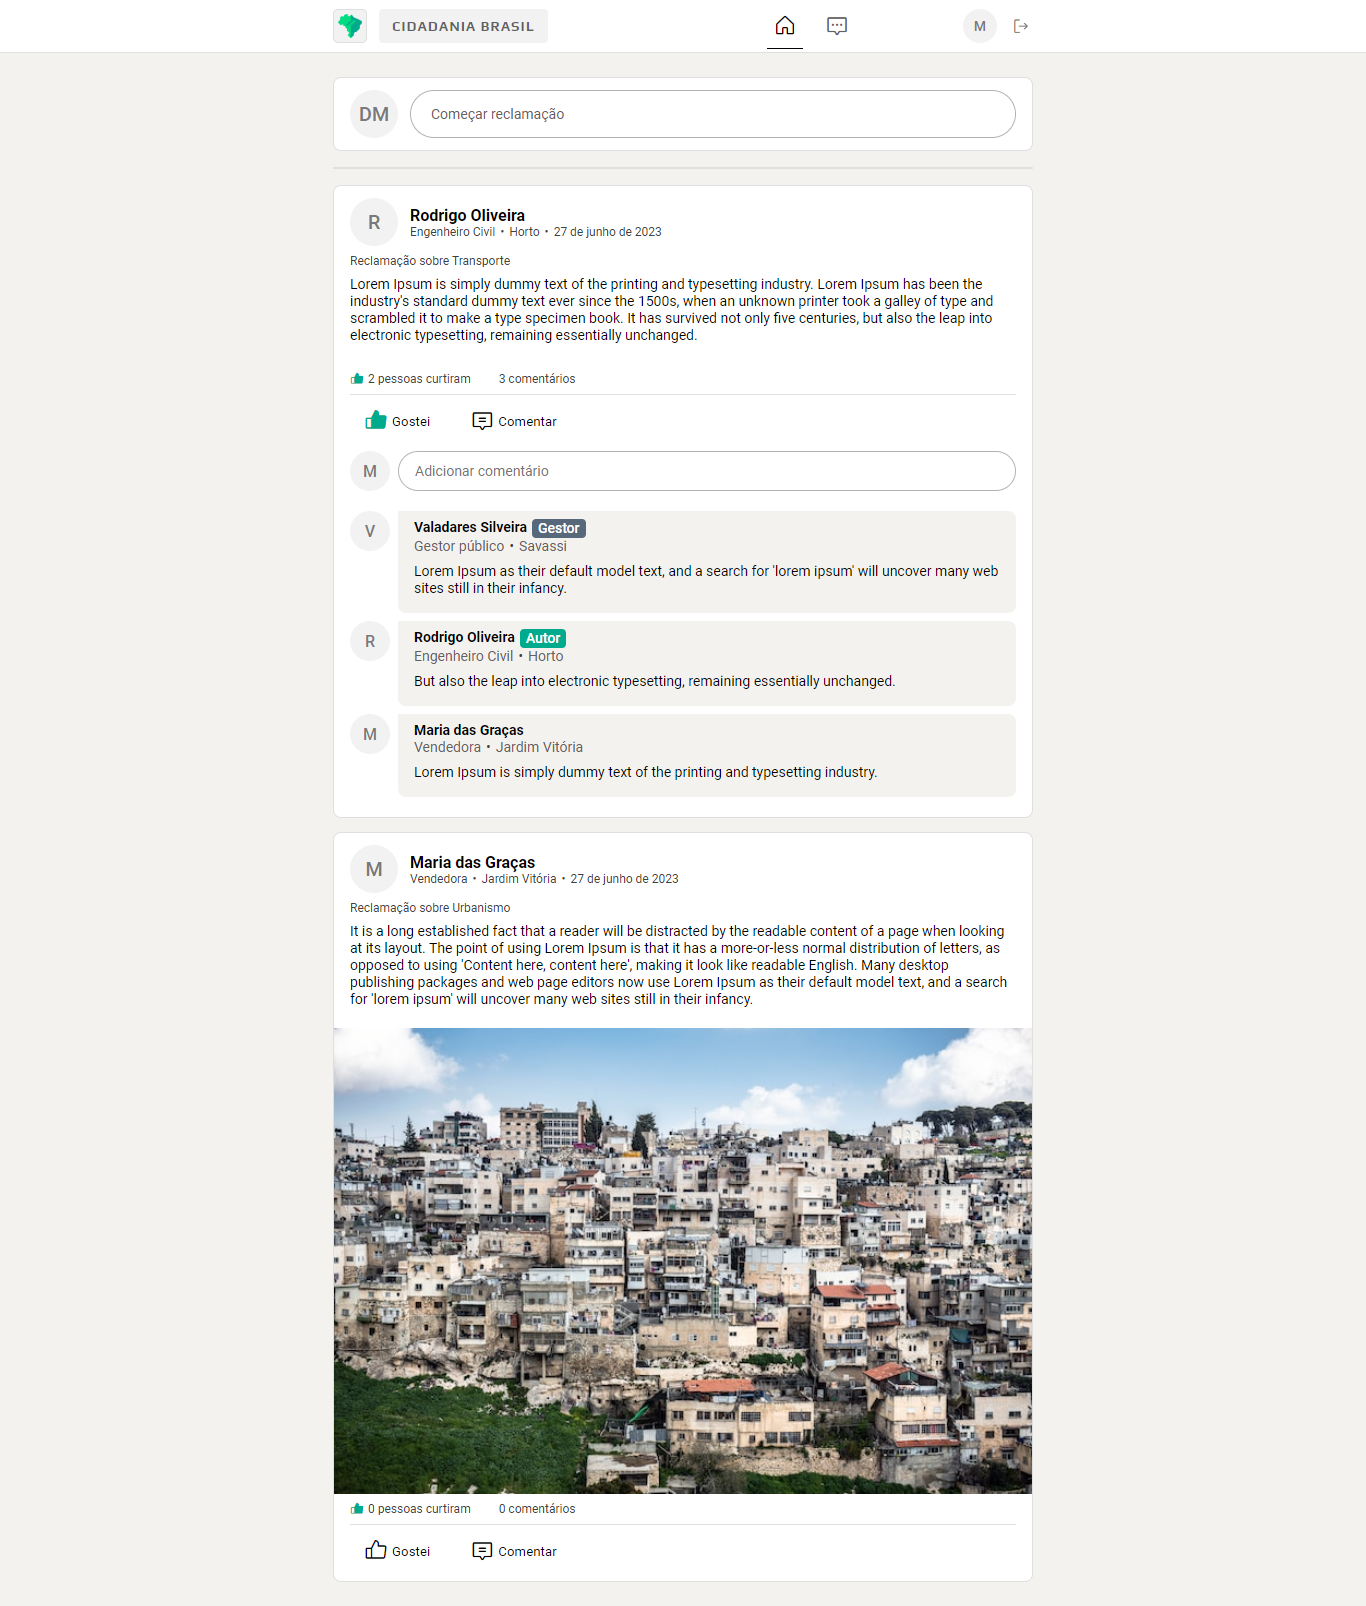 CIDADANIA BRASIL
M
DM
Começar reclamação
R
Rodrigo Oliveira
Engenheiro Civil • Horto • 27 de junho de 2023
Reclamação sobre Transporte
Lorem Ipsum is simply dummy text of the printing and typesetting industry. Lorem Ipsum has been the
industry's standard dummy text ever since the 1500s, when an unknown printer took a galley of type and
scrambled it to make a type specimen book. It has survived not only five centuries, but also the leap into
electronic typesetting, remaining essentially unchanged.
2 pessoas curtiram 3 comentários
Gostei Comentar
M
Adicionar comentário
V
Valadares Silveira Gestor
Gestor público • Savassi
Lorem Ipsum as their default model text, and a search for 'lorem ipsum' will uncover many web
sites still in their infancy.
R
Rodrigo Oliveira Autor
Engenheiro Civil • Horto
But also the leap into electronic typesetting, remaining essentially unchanged.
M
Maria das Graças
Vendedora • Jardim Vitória
Lorem Ipsum is simply dummy text of the printing and typesetting industry.
M
Maria das Graças
Vendedora • Jardim Vitória • 27 de junho de 2023
Reclamação sobre Urbanismo
It is a long established fact that a reader will be distracted by the readable content of a page when looking
at its layout. The point of using Lorem Ipsum is that it has a more-or-less normal distribution of letters, as
opposed to using 'Content here, content here', making it look like readable English. Many desktop
publishing packages and web page editors now use Lorem Ipsum as their default model text, and a search
for 'lorem ipsum' will uncover many web sites still in their infancy.
0 pessoas curtiram 0 comentários
Gostei Comentar